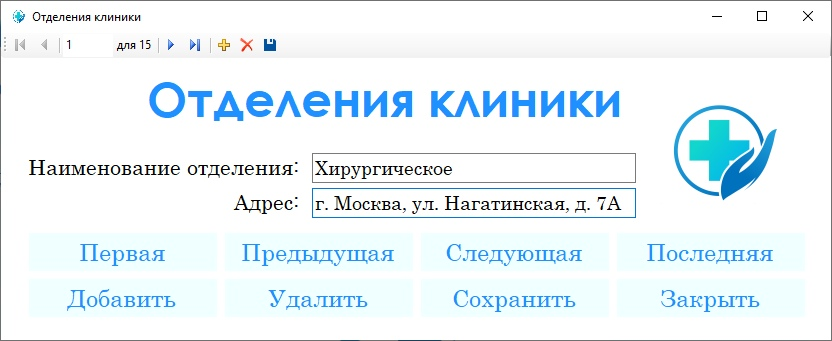 Отделения клиники
1 для 15
Отделения клиники
Наименование отделения: Хирургическое
Адрес: г. Москва, ул. Нагатинская, д. 7А
Первая Предыдущая Следующая Последняя
Добавить Удалить Сохранить Закрыть